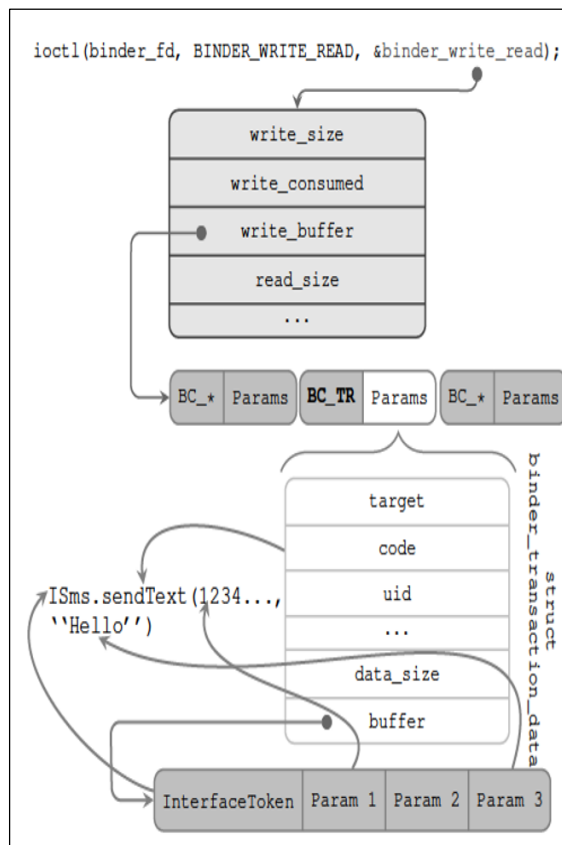 ioctl(binder_fd, BINDER_WRITE_READ, &binder_write_read);
write_size
write_consumed
write_buffer
read_size
...
BC_* Params BC_TR Params BC_* Params
struct
binder_transaction_data
target
code
uid
...
data_size
buffer
ISms.sendText(1234...,
‘‘Hello’’)
InterfaceToken Param 1 Param 2 Param 3